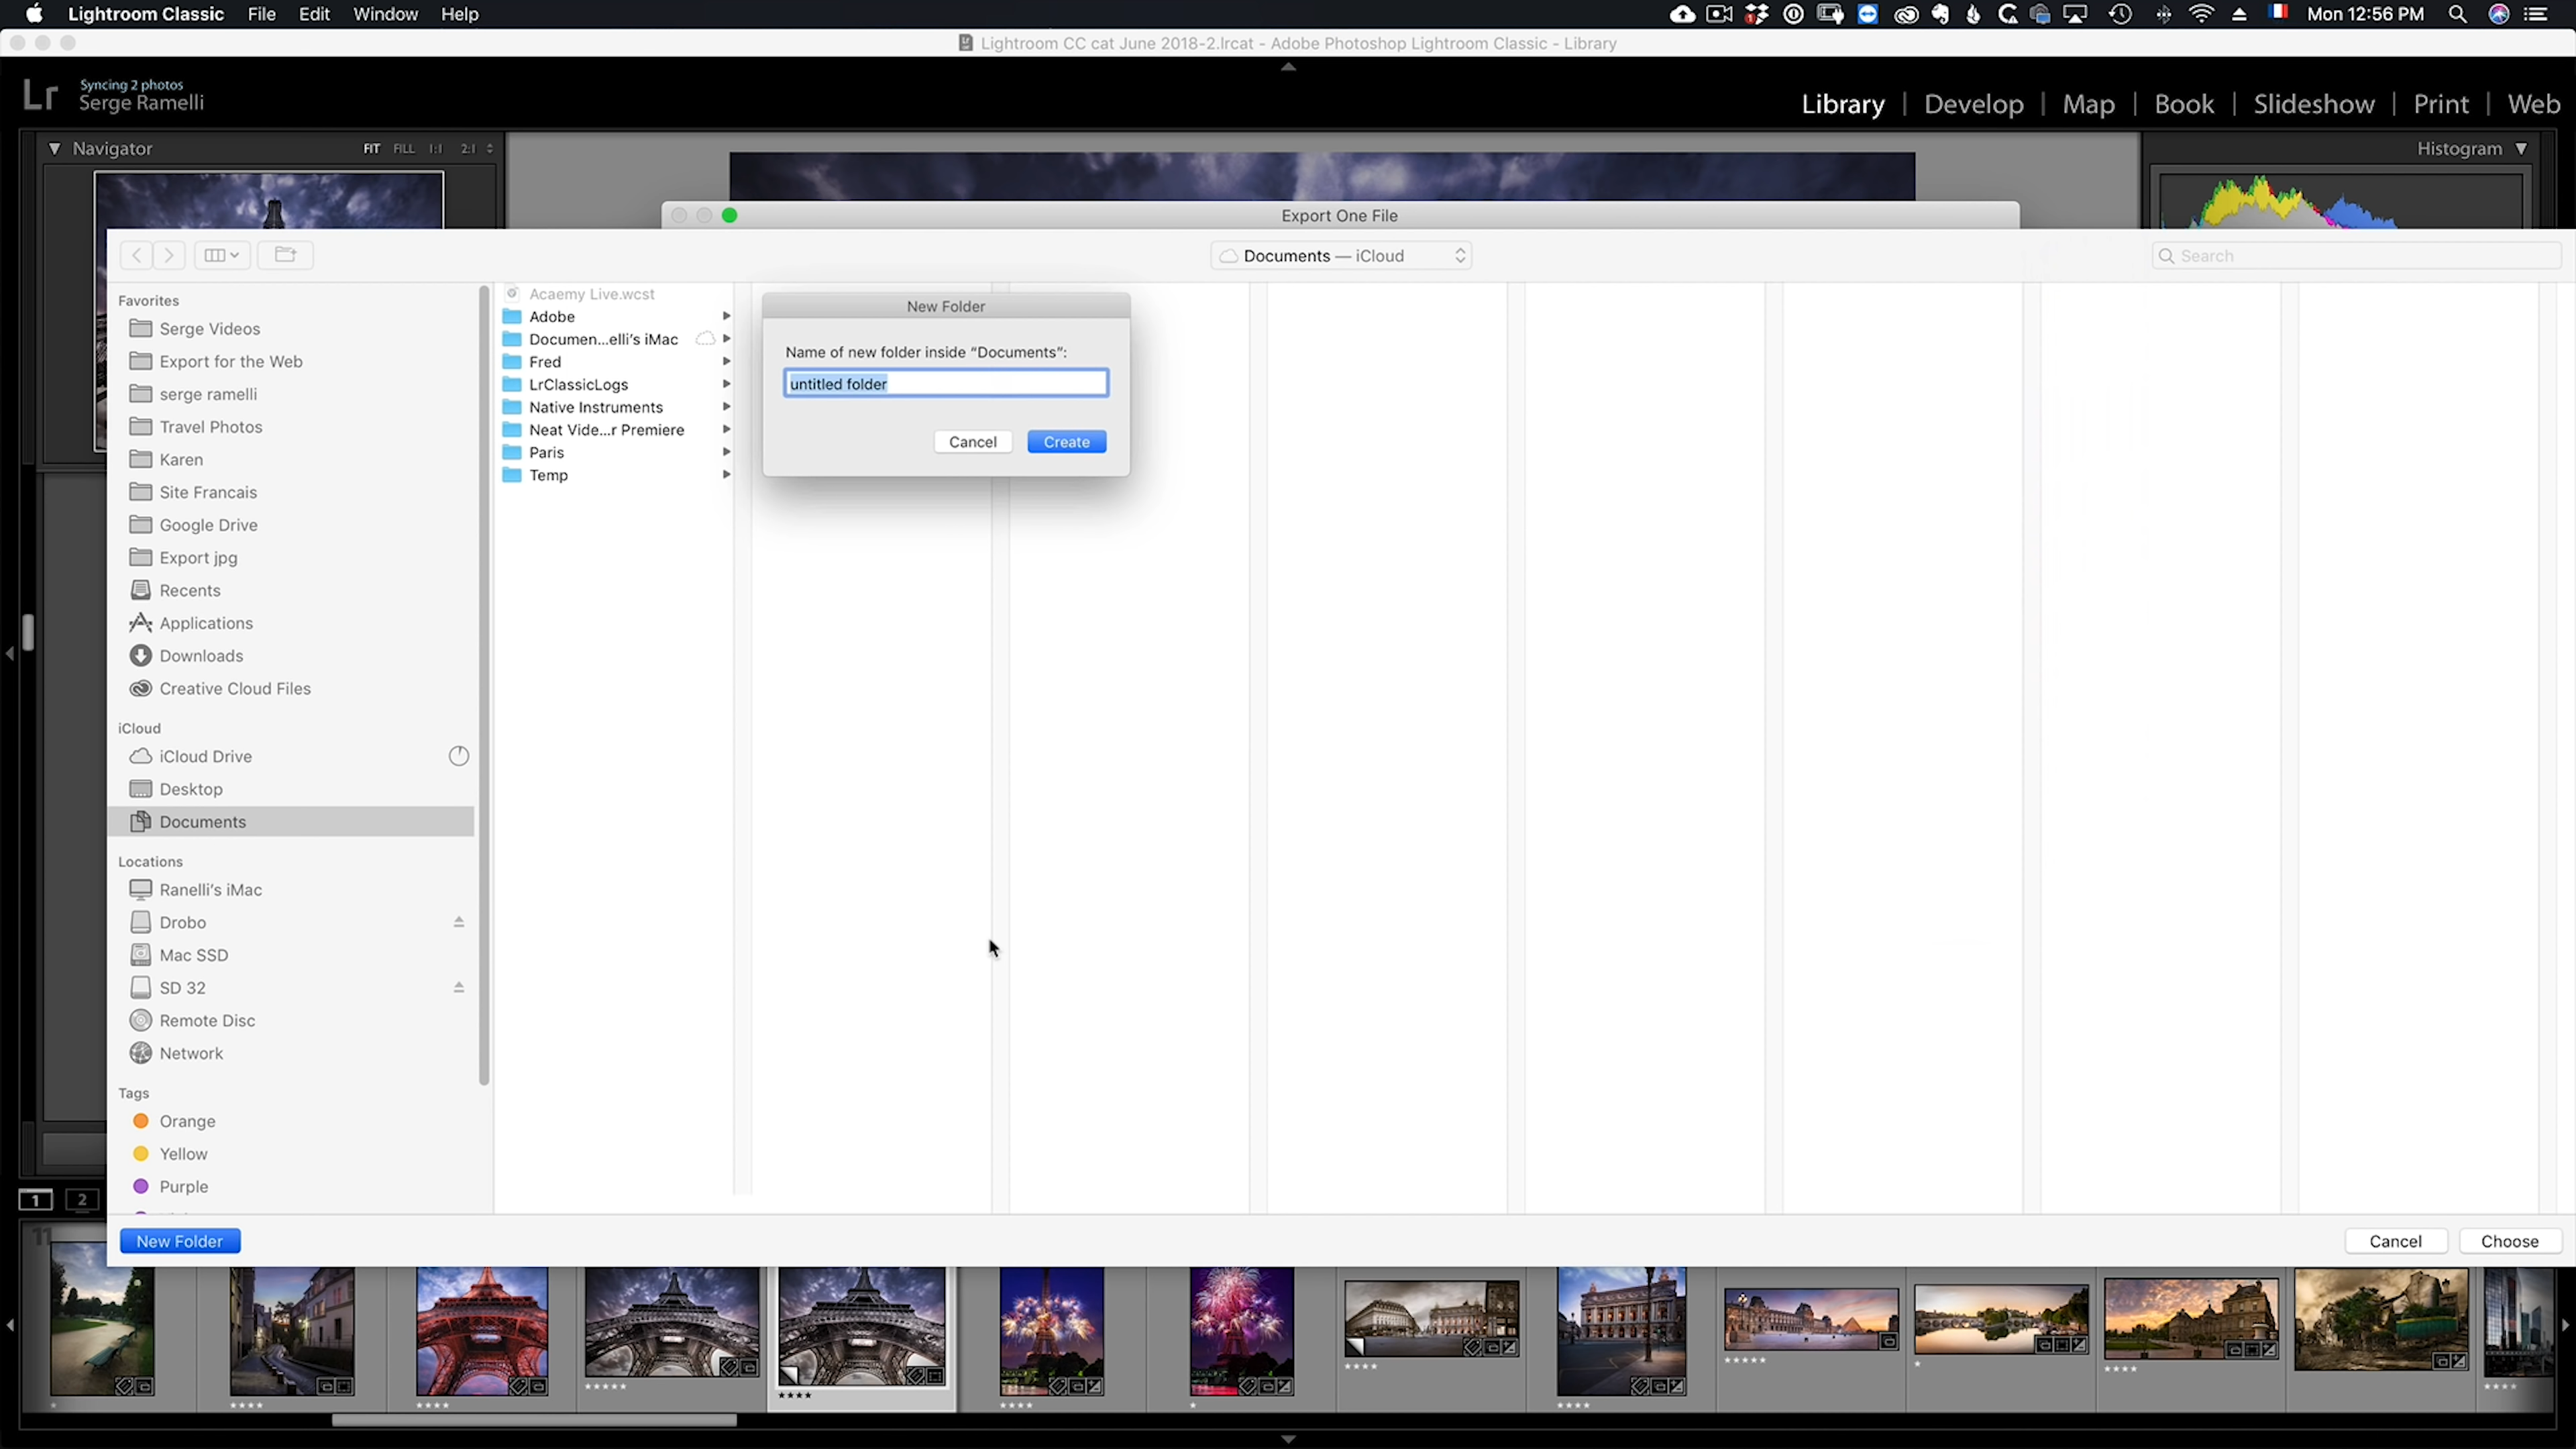 Lightroom Classic File Edit Window Help Mon 12:56 PM
Lightroom CC cat June 2018-2.lrcat - Adobe Photoshop Lightroom Classic - Library
Lr Syncing 2 photos
Serge Ramelli
Library | Develop | Map | Book | Slideshow | Print | Web
Navigator FIT FILL 1:1 2:1
Histogram
Export One File
Documents — iCloud
Search
Favorites
Serge Videos
Export for the Web
serge ramelli
Travel Photos
Karen
Site Francais
Google Drive
Export jpg
Recents
Applications
Downloads
Creative Cloud Files
iCloud
iCloud Drive
Desktop
Documents
Locations
Ranelli's iMac
Drobo
Mac SSD
SD 32
Remote Disc
Network
Tags
Orange
Yellow
Purple
Acaemy Live.wcst
Adobe
Documen...elli's iMac
Fred
LrClassicLogs
Native Instruments
Neat Vide...r Premiere
Paris
Temp
New Folder
Name of new folder inside “Documents”:
untitled folder
Cancel Create
New Folder
Cancel Choose
1 2
11